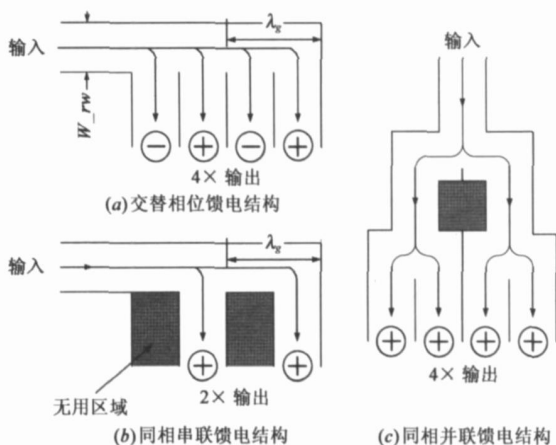 输入
λg
W_rw
− + − +
4× 输出
(a)交替相位馈电结构
输入
λg
+ +
2× 输出
无用区域
(b)同相串联馈电结构
输入
+ + + +
4× 输出
(c)同相并联馈电结构